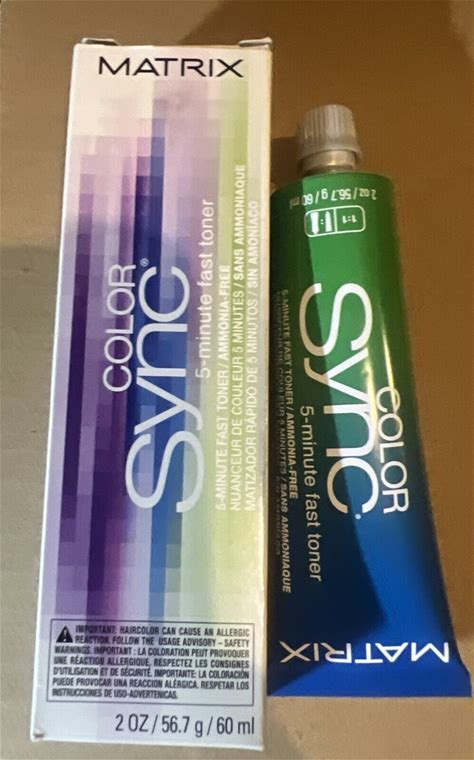 MATRIX
COLOR
Sync®
5-minute fast toner
5-MINUTE FAST TONER / AMMONIA-FREE
NUANCEUR DE COULEUR 5 MINUTES / SANS AMMONIAQUE
MATIZADOR RÁPIDO DE 5 MINUTOS / SIN AMONÍACO
IMPORTANT: HAIRCOLOR CAN CAUSE AN ALLERGIC
REACTION. FOLLOW THE USAGE ADVISORY – SAFETY
WARNINGS. IMPORTANT : LA COLORATION PEUT PROVOQUER
UNE RÉACTION ALLERGIQUE, RESPECTEZ LES CONSIGNES
D'UTILISATION ET DE SÉCURITÉ. IMPORTANTE: LA COLORACIÓN
PUEDE PROVOCAR UNA REACCIÓN ALÉRGICA. RESPETAR LOS
INSTRUCCIONES DE USO-ADVERTENCIAS.
2 OZ / 56.7 g / 60 ml
2 oz / 56.7 g / 60 ml
1:1
COLOR
Sync®
5-minute fast toner
5-MINUTE FAST TONER / AMMONIA-FREE
NUANCEUR DE COULEUR 5 MINUTES / SANS AMMONIAQUE
MATRIX